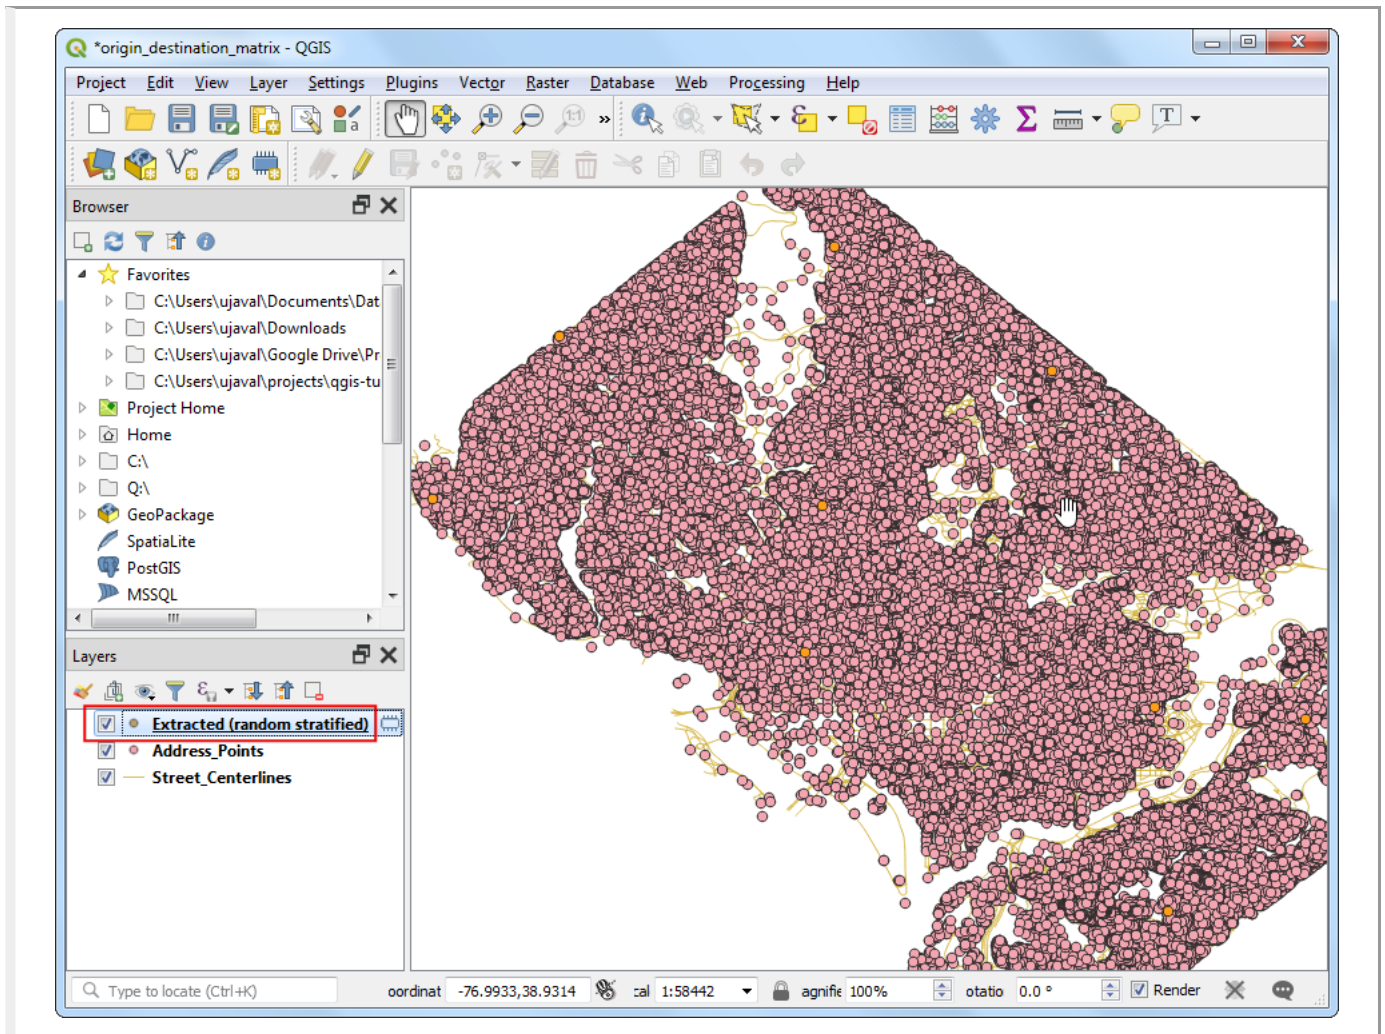 *origin_destination_matrix - QGIS
Project Edit View Layer Settings Plugins Vector Raster Database Web Processing Help
1:1 » T
a
Browser
Favorites
C:\Users\ujaval\Documents\Dat
C:\Users\ujaval\Downloads
C:\Users\ujaval\Google Drive\Pr
C:\Users\ujaval\projects\qgis-tu
Project Home
Home
C:\
Q:\
GeoPackage
SpatiaLite
PostGIS
MSSQL
Layers
Extracted (random stratified)
Address_Points
Street_Centerlines
Type to locate (Ctrl+K) oordinat -76.9933,38.9314 cal 1:58442 agnifie 100% otatio 0.0 ° Render